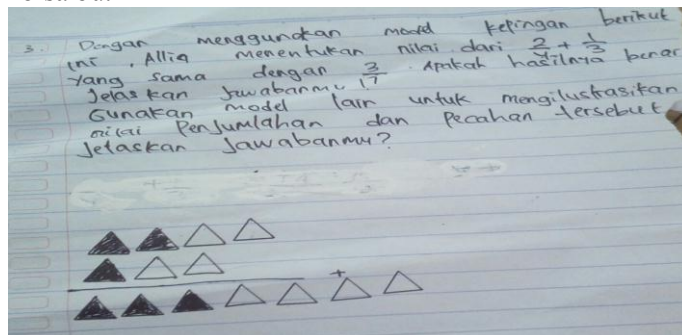 3. Dengan menggunakan model kepingan berikut
ini, Allia menentukan nilai dari 2/4 + 1/3
yang sama dengan 3/7. Apakah hasilnya benar
Jelaskan Jawabanmu!
Gunakan model lain untuk mengilustrasikan
nilai Penjumlahan dan Pecahan tersebut
Jelaskan Jawabanmu?
+